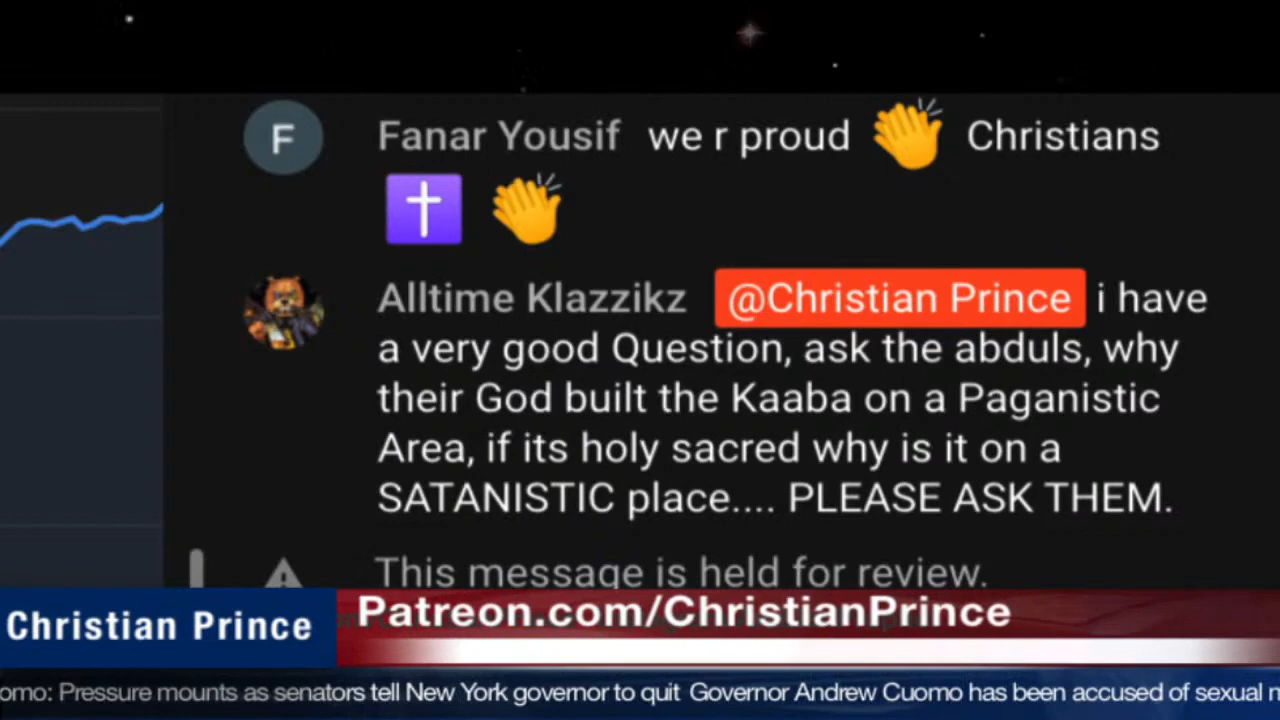 F
Fanar Yousif we r proud 👏 Christians
✝️ 👏
Alltime Klazzikz @Christian Prince i have
a very good Question, ask the abduls, why
their God built the Kaaba on a Paganistic
Area, if its holy sacred why is it on a
SATANISTIC place.... PLEASE ASK THEM.
This message is held for review.
Christian Prince
Patreon.com/ChristianPrince
omo: Pressure mounts as senators tell New York governor to quit Governor Andrew Cuomo has been accused of sexual